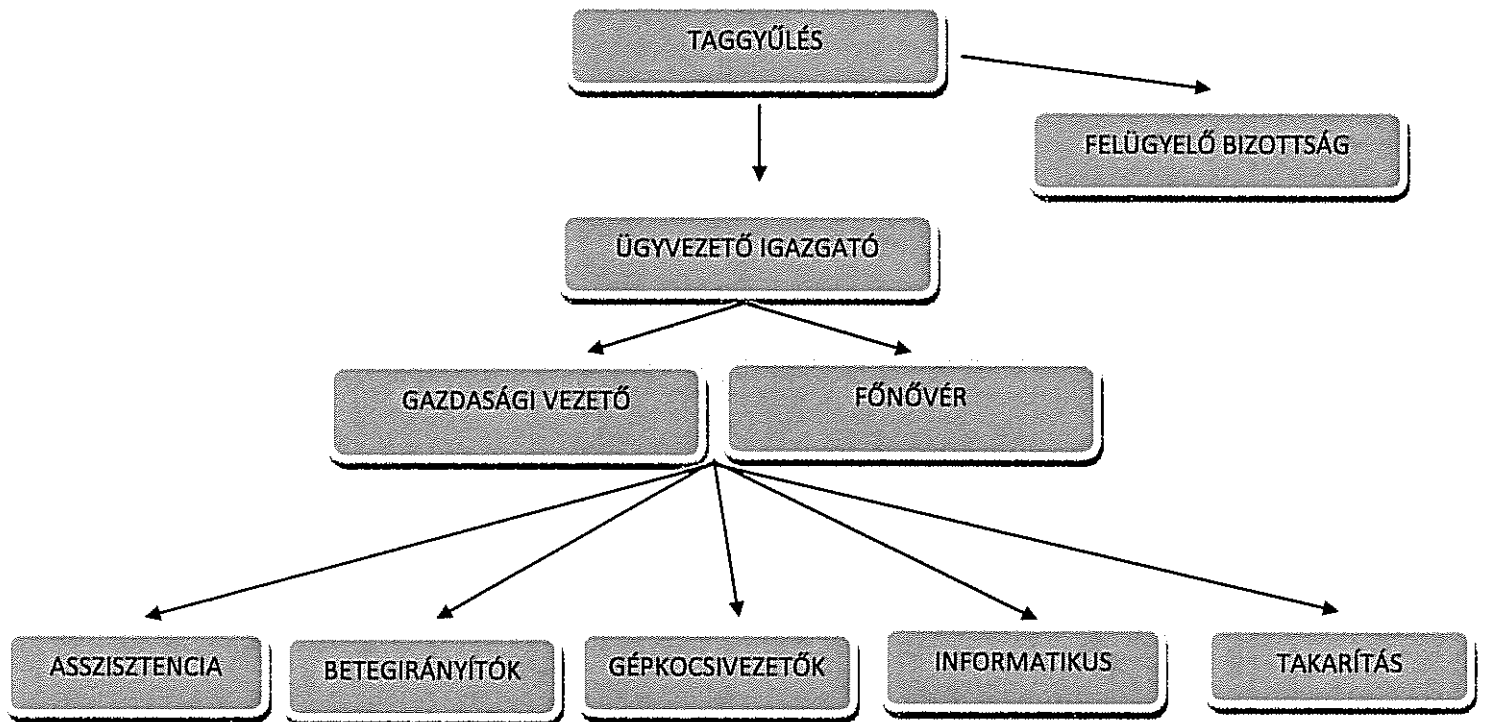 TAGGYŰLÉS
FELÜGYELŐ BIZOTTSÁG
ÜGYVEZETŐ IGAZGATÓ
GAZDASÁGI VEZETŐ
FŐNŐVÉR
ASSZISZTENCIA
BETEGIRÁNYÍTÓK
GÉPKOCSIVEZETŐK
INFORMATIKUS
TAKARÍTÁS